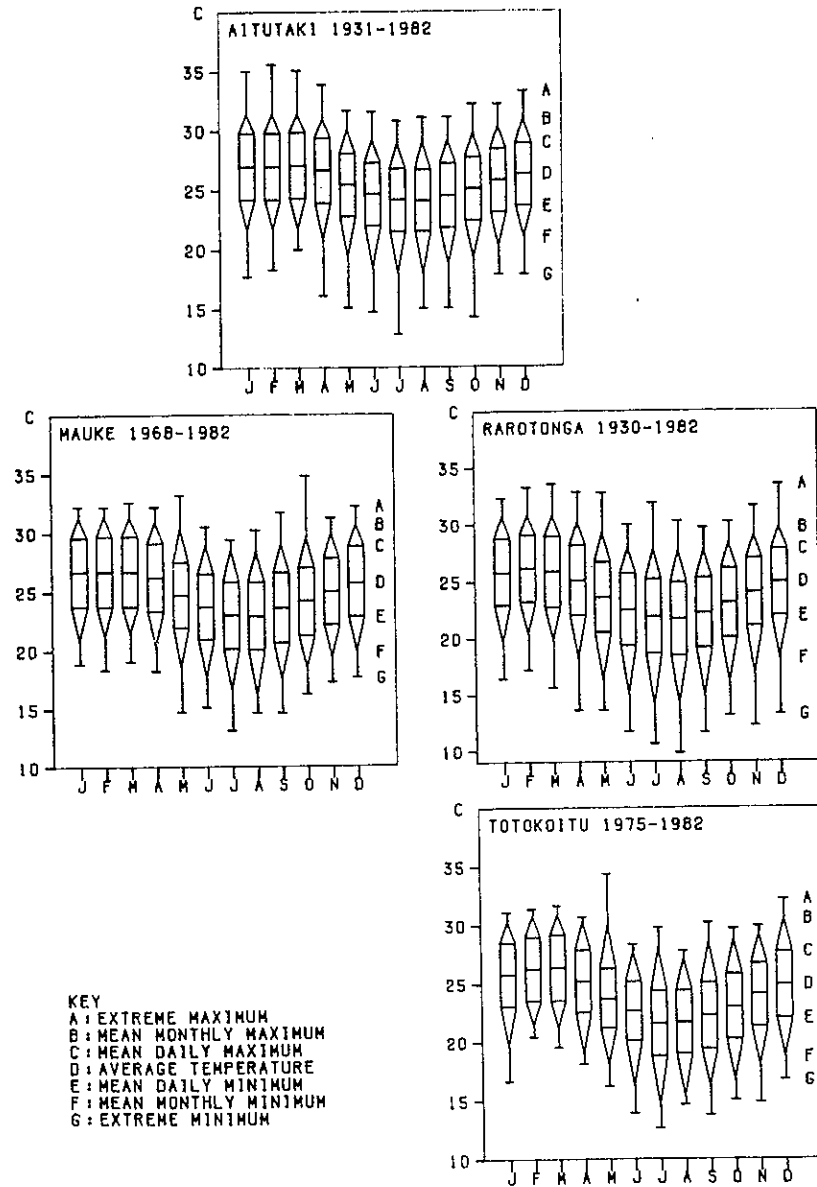 C
AITUTAKI 1931-1982
35
30
25
20
15
10
A
B
C
D
E
F
G
J F M A M J J A S O N D
C
MAUKE 1968-1982
35
30
25
20
15
10
A
B
C
D
E
F
G
J F M A M J J A S O N D
C
RAROTONGA 1930-1982
35
30
25
20
15
10
A
B
C
D
E
F
G
J F M A M J J A S O N D
C
TOTOKOITU 1975-1982
35
30
25
20
15
10
A
B
C
D
E
F
G
J F M A M J J A S O N D
KEY
A: EXTREME MAXIMUM
B: MEAN MONTHLY MAXIMUM
C: MEAN DAILY MAXIMUM
D: AVERAGE TEMPERATURE
E: MEAN DAILY MINIMUM
F: MEAN MONTHLY MINIMUM
G: EXTREME MINIMUM